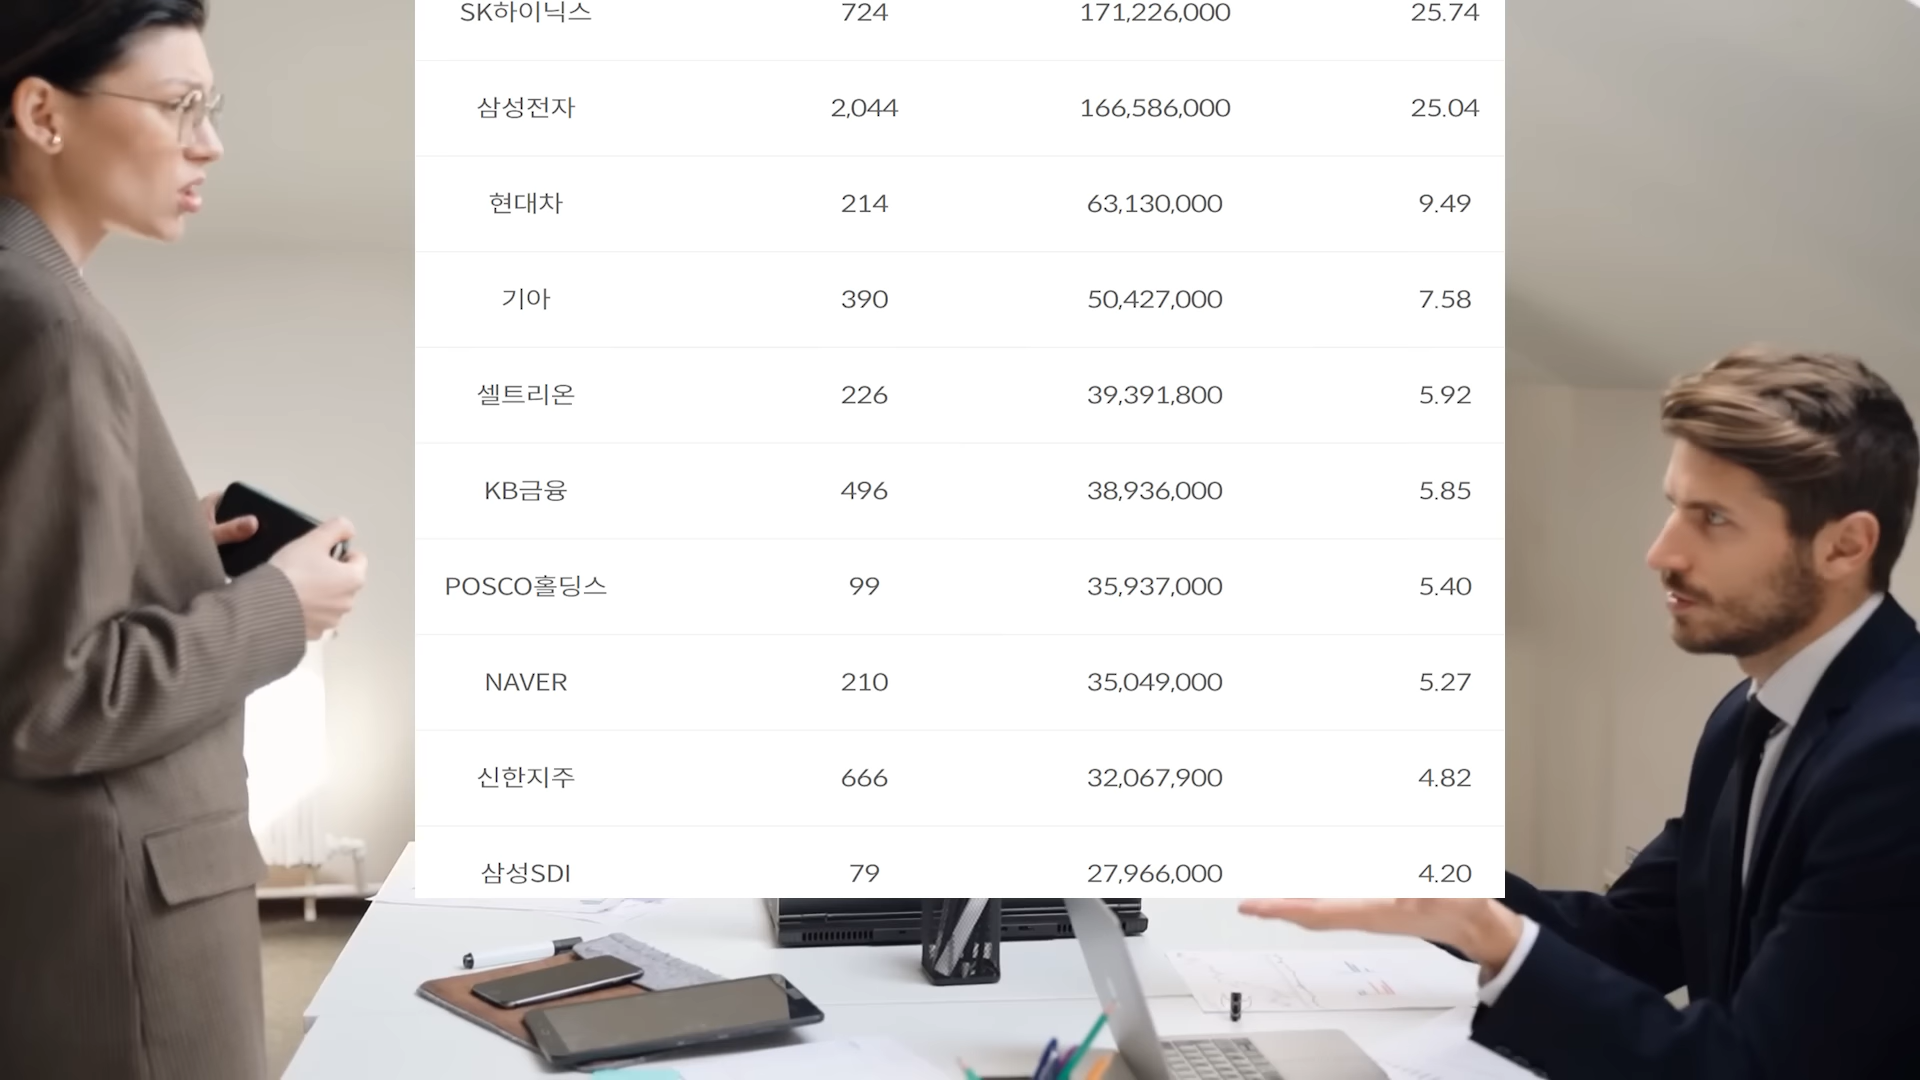 SK하이닉스 724 171,226,000 25.74
삼성전자 2,044 166,586,000 25.04
현대차 214 63,130,000 9.49
기아 390 50,427,000 7.58
셀트리온 226 39,391,800 5.92
KB금융 496 38,936,000 5.85
POSCO홀딩스 99 35,937,000 5.40
NAVER 210 35,049,000 5.27
신한지주 666 32,067,900 4.82
삼성SDI 79 27,966,000 4.20